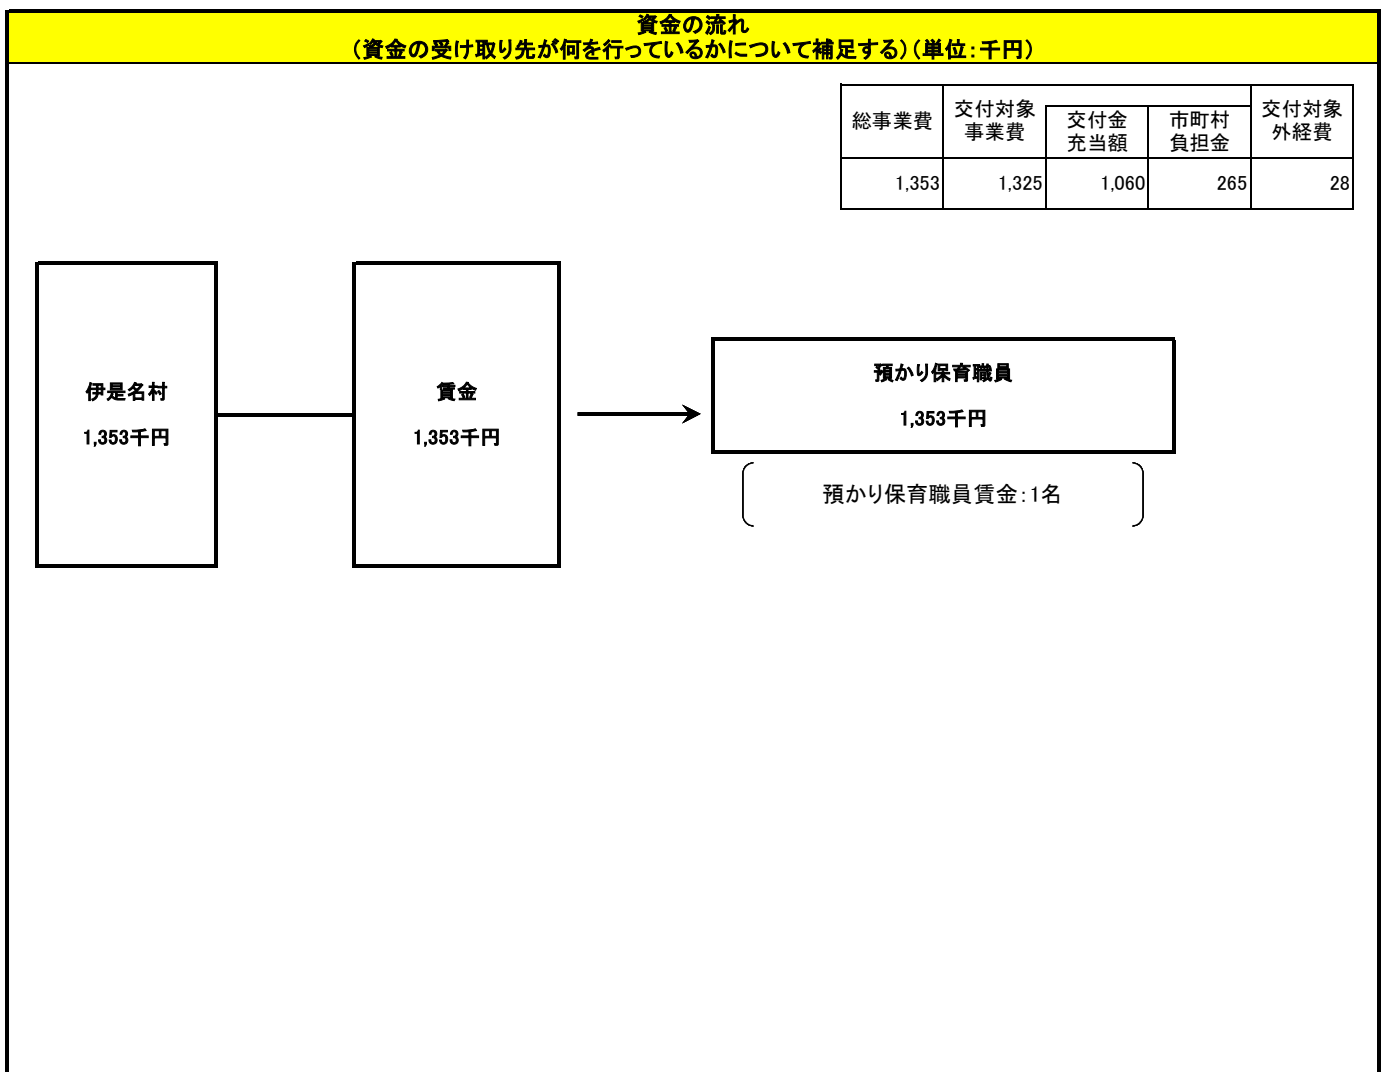 資金の流れ
（資金の受け取り先が何を行っているかについて補足する）（単位：千円）
総事業費
交付対象
事業費
交付金
充当額
市町村
負担金
交付対象
外経費
1,353
1,325
1,060
265
28
伊是名村
1,353千円
賃金
1,353千円
預かり保育職員
1,353千円
預かり保育職員賃金：1名